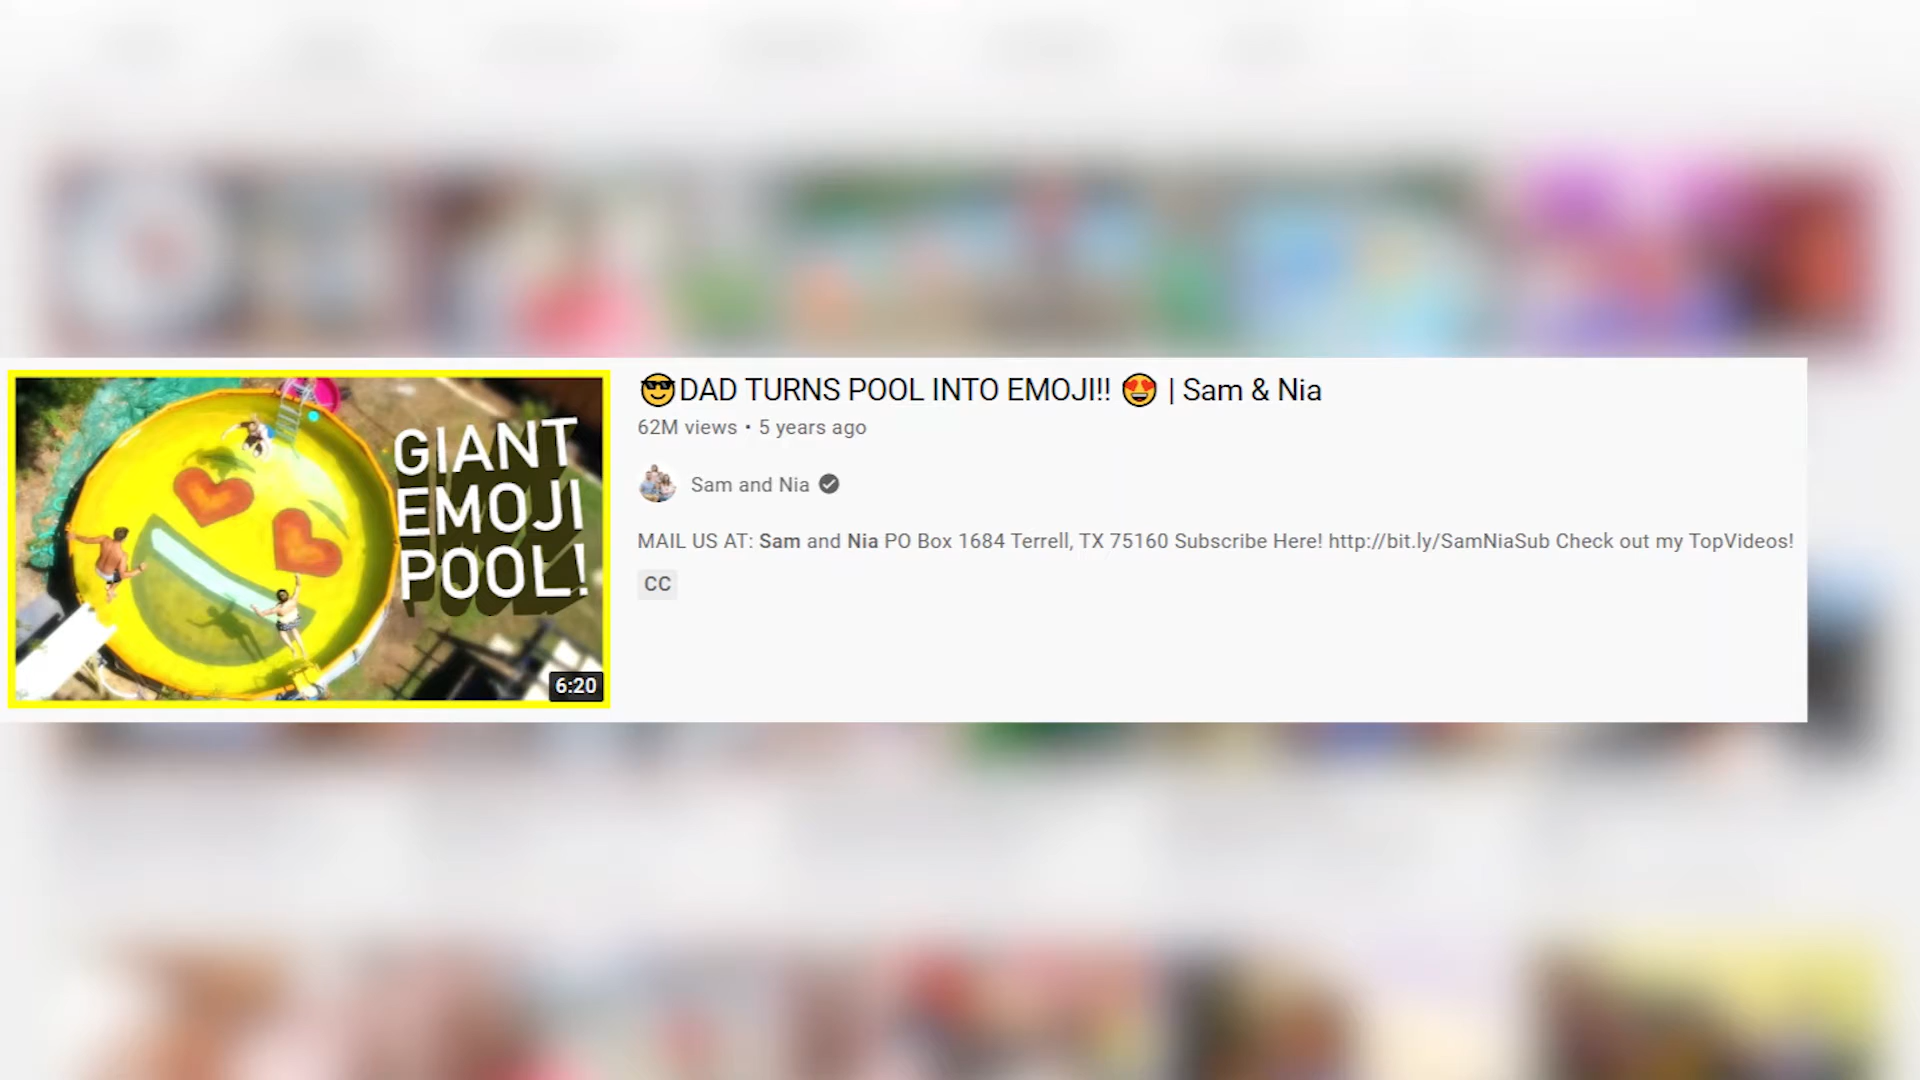 GIANT
EMOJI
POOL!
6:20
😎DAD TURNS POOL INTO EMOJI!! 😍 | Sam & Nia
62M views • 5 years ago
Sam and Nia
MAIL US AT: Sam and Nia PO Box 1684 Terrell, TX 75160 Subscribe Here! http://bit.ly/SamNiaSub Check out my TopVideos!
CC